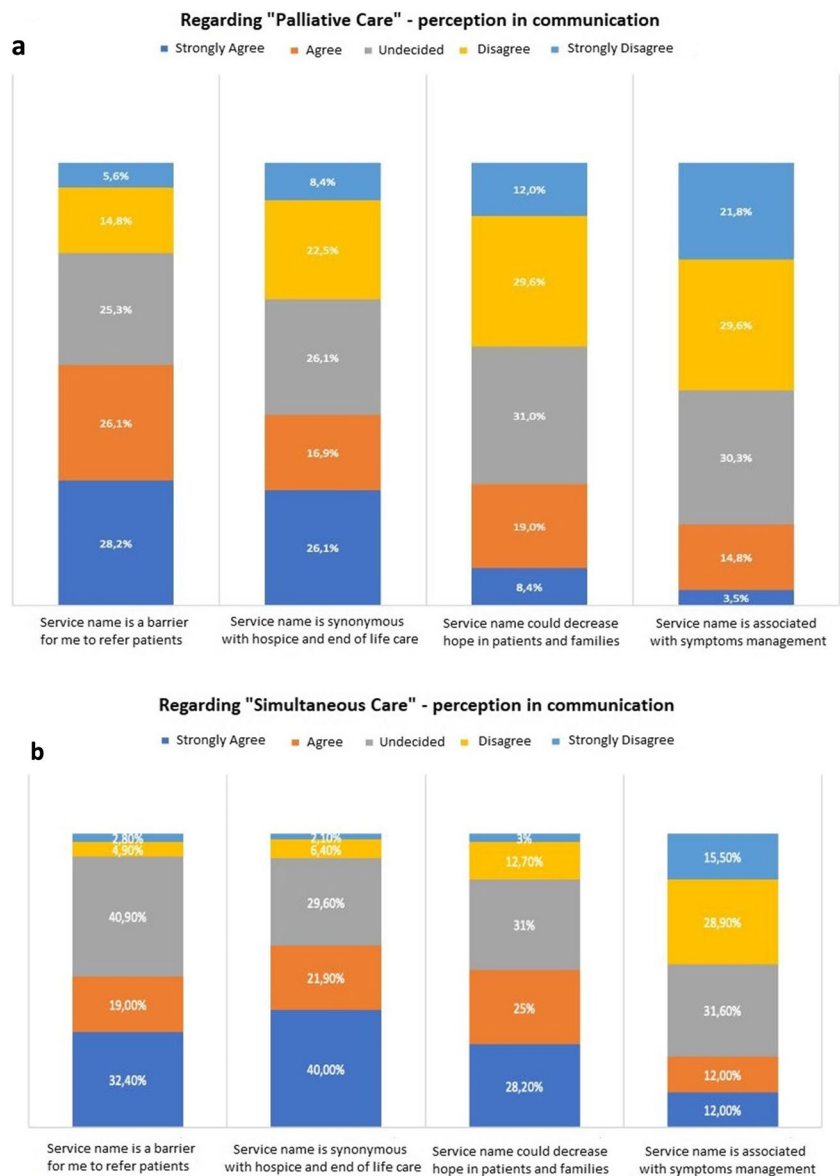 Regarding "Palliative Care" - perception in communication
a
Strongly Agree Agree Undecided Disagree Strongly Disagree
5,6% 8,4% 12,0% 21,8%
14,8% 22,5% 29,6% 29,6%
25,3% 26,1% 31,0% 30,3%
26,1% 16,9% 19,0% 14,8%
28,2% 26,1% 8,4% 3,5%
Service name is a barrier
for me to refer patients
Service name is synonymous
with hospice and end of life care
Service name could decrease
hope in patients and families
Service name is associated
with symptoms management
Regarding "Simultaneous Care" - perception in communication
b
Strongly Agree Agree Undecided Disagree Strongly Disagree
2,80% 2,10% 3% 15,50%
4,90% 6,40% 12,70% 28,90%
40,90% 29,60% 31% 31,60%
19,00% 21,90% 25% 12,00%
32,40% 40,00% 28,20% 12,00%
Service name is a barrier
for me to refer patients
Service name is synonymous
with hospice and end of life care
Service name could decrease
hope in patients and families
Service name is associated
with symptoms management